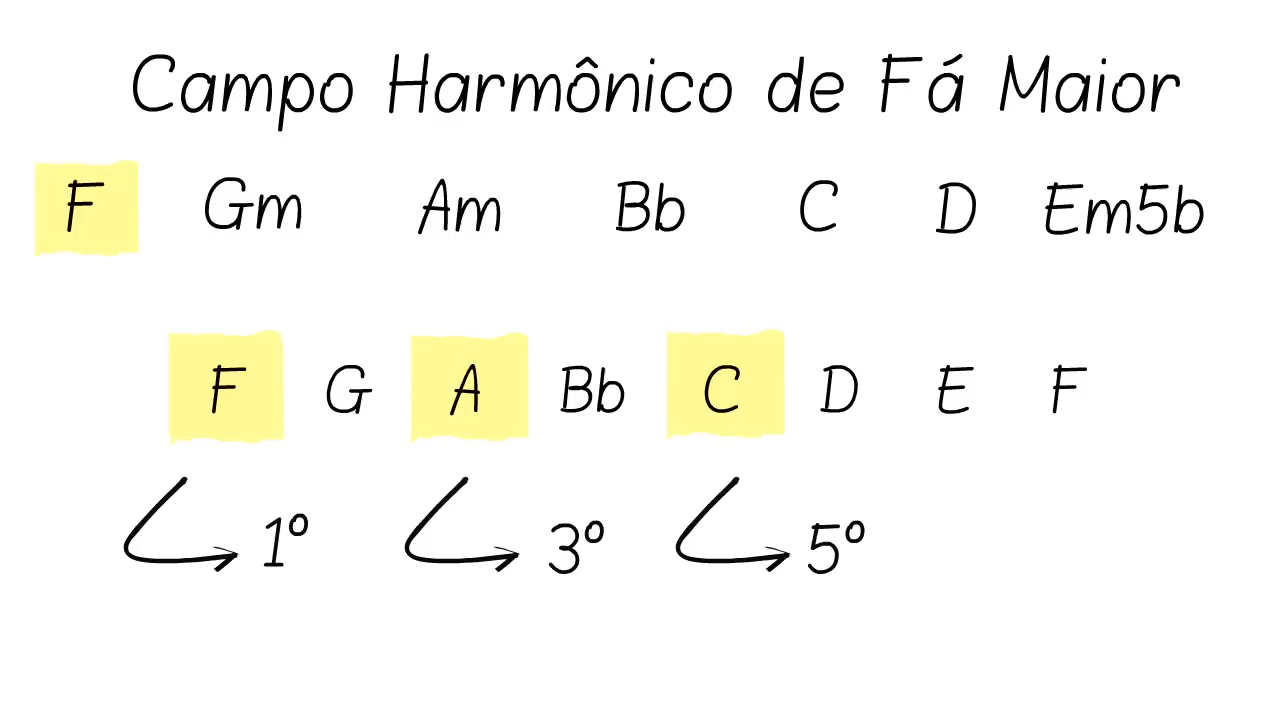 Campo Harmônico de Fá Maior
F Gm Am Bb C D Em5b
F G A Bb C D E F
1º 3º 5º